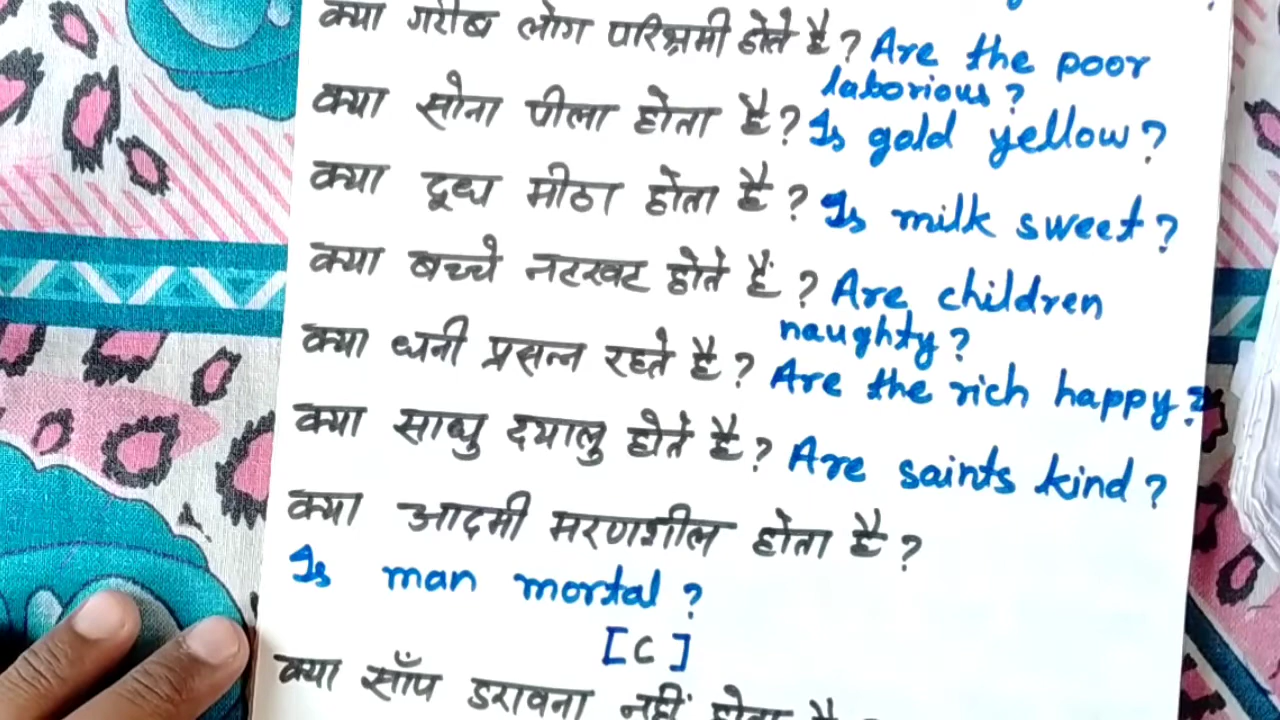 क्या गरीब लोग परिश्रमी होते है? Are the poor laborious?
क्या सोना पीला होता है? Is gold yellow?
क्या दूध मीठा होता है? Is milk sweet?
क्या बच्चे नटखट होते हैं? Are children naughty?
क्या धनी प्रसन्न रहते है? Are the rich happy?
क्या साधु दयालु होते है? Are saints kind?
क्या आदमी मरणशील होता है?
Is man mortal?
[C]
क्या साँप डरावना नहीं होता है